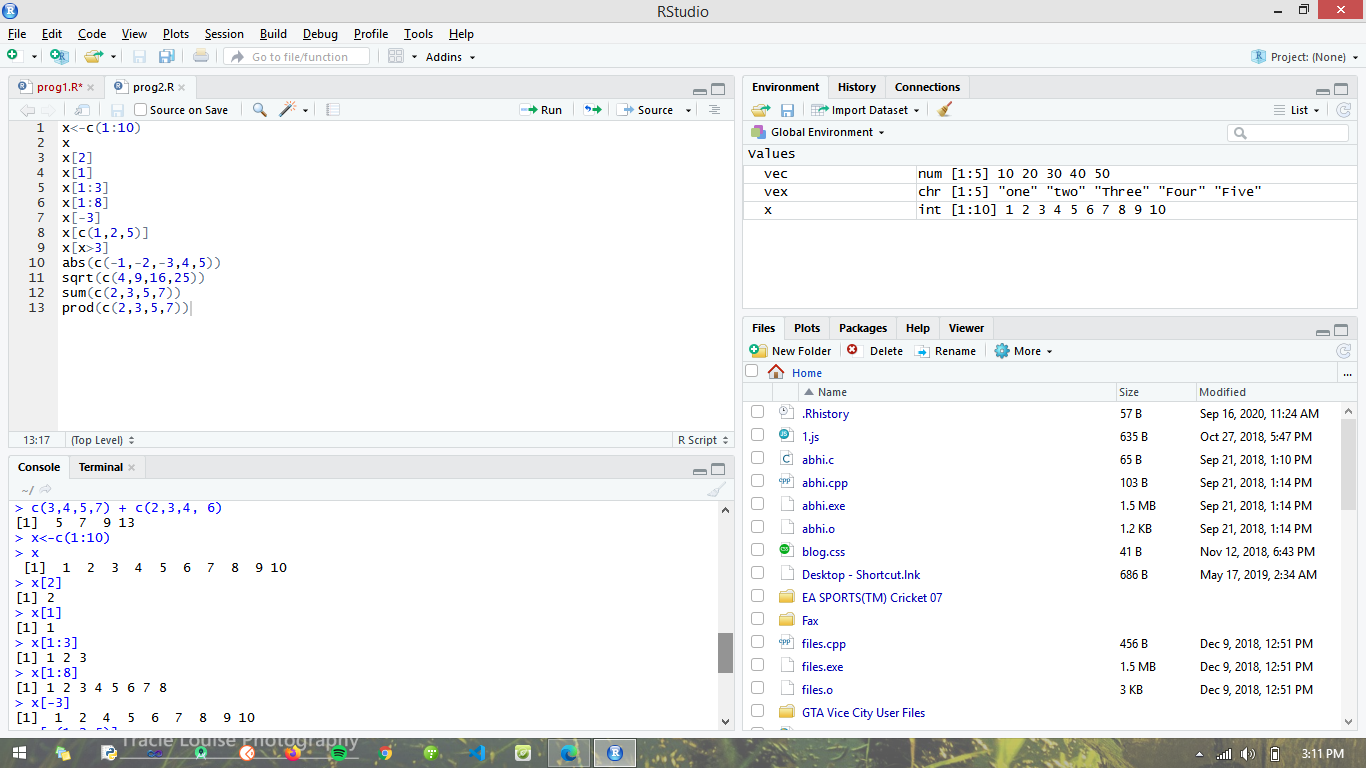 RStudio
File Edit Code View Plots Session Build Debug Profile Tools Help
Go to file/function Addins Project: (None)
prog1.R* prog2.R
Source on Save Run Source
1 x<-c(1:10)
2 x
3 x[2]
4 x[1]
5 x[1:3]
6 x[1:8]
7 x[-3]
8 x[c(1,2,5)]
9 x[x>3]
10 abs(c(-1,-2,-3,4,5))
11 sqrt(c(4,9,16,25))
12 sum(c(2,3,5,7))
13 prod(c(2,3,5,7))
13:17 (Top Level) R Script
Console Terminal
~/
> c(3,4,5,7) + c(2,3,4, 6)
[1] 5 7 9 13
> x<-c(1:10)
> x
[1] 1 2 3 4 5 6 7 8 9 10
> x[2]
[1] 2
> x[1]
[1] 1
> x[1:3]
[1] 1 2 3
> x[1:8]
[1] 1 2 3 4 5 6 7 8
> x[-3]
[1] 1 2 4 5 6 7 8 9 10
Environment History Connections
Import Dataset List
Global Environment
Values
vec num [1:5] 10 20 30 40 50
vex chr [1:5] "one" "two" "Three" "Four" "Five"
x int [1:10] 1 2 3 4 5 6 7 8 9 10
Files Plots Packages Help Viewer
New Folder Delete Rename More
Home ...
Name Size Modified
.Rhistory 57 B Sep 16, 2020, 11:24 AM
1.js 635 B Oct 27, 2018, 5:47 PM
abhi.c 65 B Sep 21, 2018, 1:10 PM
abhi.cpp 103 B Sep 21, 2018, 1:14 PM
abhi.exe 1.5 MB Sep 21, 2018, 1:14 PM
abhi.o 1.2 KB Sep 21, 2018, 1:14 PM
blog.css 41 B Nov 12, 2018, 6:43 PM
Desktop - Shortcut.lnk 686 B May 17, 2019, 2:34 AM
EA SPORTS(TM) Cricket 07
Fax
files.cpp 456 B Dec 9, 2018, 12:51 PM
files.exe 1.5 MB Dec 9, 2018, 12:51 PM
files.o 3 KB Dec 9, 2018, 12:51 PM
GTA Vice City User Files
Tracie Louise Photography
3:11 PM